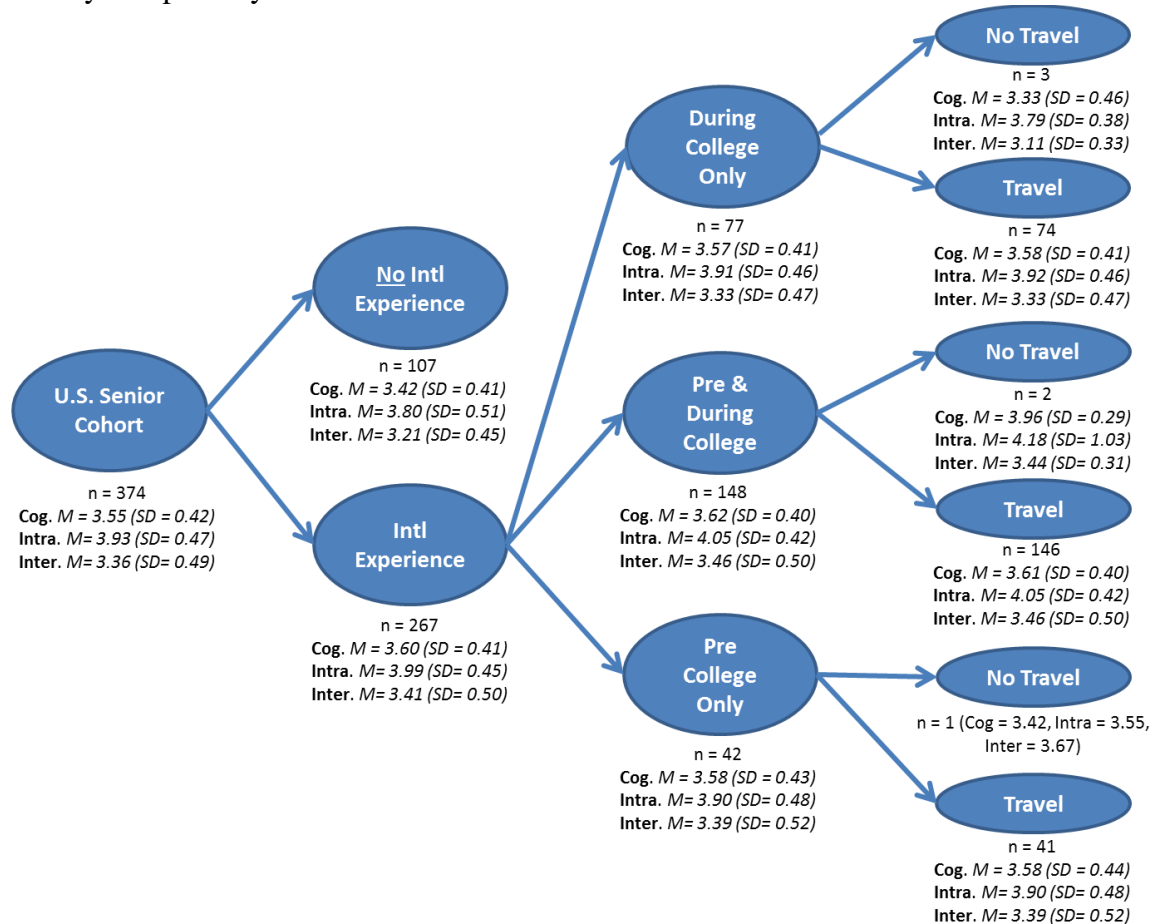 No Travel
n = 3
Cog. M = 3.33 (SD = 0.46)
Intra. M= 3.79 (SD= 0.38)
Inter. M= 3.11 (SD= 0.33)
During
College
Only
n = 77
Cog. M = 3.57 (SD = 0.41)
Intra. M= 3.91 (SD= 0.46)
Inter. M= 3.33 (SD= 0.47)
Travel
n = 74
Cog. M = 3.58 (SD = 0.41)
Intra. M= 3.92 (SD= 0.46)
Inter. M= 3.33 (SD= 0.47)
No Intl
Experience
n = 107
Cog. M = 3.42 (SD = 0.41)
Intra. M= 3.80 (SD= 0.51)
Inter. M= 3.21 (SD= 0.45)
U.S. Senior
Cohort
n = 374
Cog. M = 3.55 (SD = 0.42)
Intra. M= 3.93 (SD= 0.47)
Inter. M= 3.36 (SD= 0.49)
Intl
Experience
n = 267
Cog. M = 3.60 (SD = 0.41)
Intra. M= 3.99 (SD= 0.45)
Inter. M= 3.41 (SD= 0.50)
Pre &
During
College
n = 148
Cog. M = 3.62 (SD = 0.40)
Intra. M= 4.05 (SD= 0.42)
Inter. M= 3.46 (SD= 0.50)
No Travel
n = 2
Cog. M = 3.96 (SD = 0.29)
Intra. M= 4.18 (SD= 1.03)
Inter. M= 3.44 (SD= 0.31)
Travel
n = 146
Cog. M = 3.61 (SD = 0.40)
Intra. M= 4.05 (SD= 0.42)
Inter. M= 3.46 (SD= 0.50)
Pre
College
Only
n = 42
Cog. M = 3.58 (SD = 0.43)
Intra. M= 3.90 (SD= 0.48)
Inter. M= 3.39 (SD= 0.52)
No Travel
n = 1 (Cog = 3.42, Intra = 3.55,
Inter = 3.67)
Travel
n = 41
Cog. M = 3.58 (SD = 0.44)
Intra. M= 3.90 (SD= 0.48)
Inter. M= 3.39 (SD= 0.52)